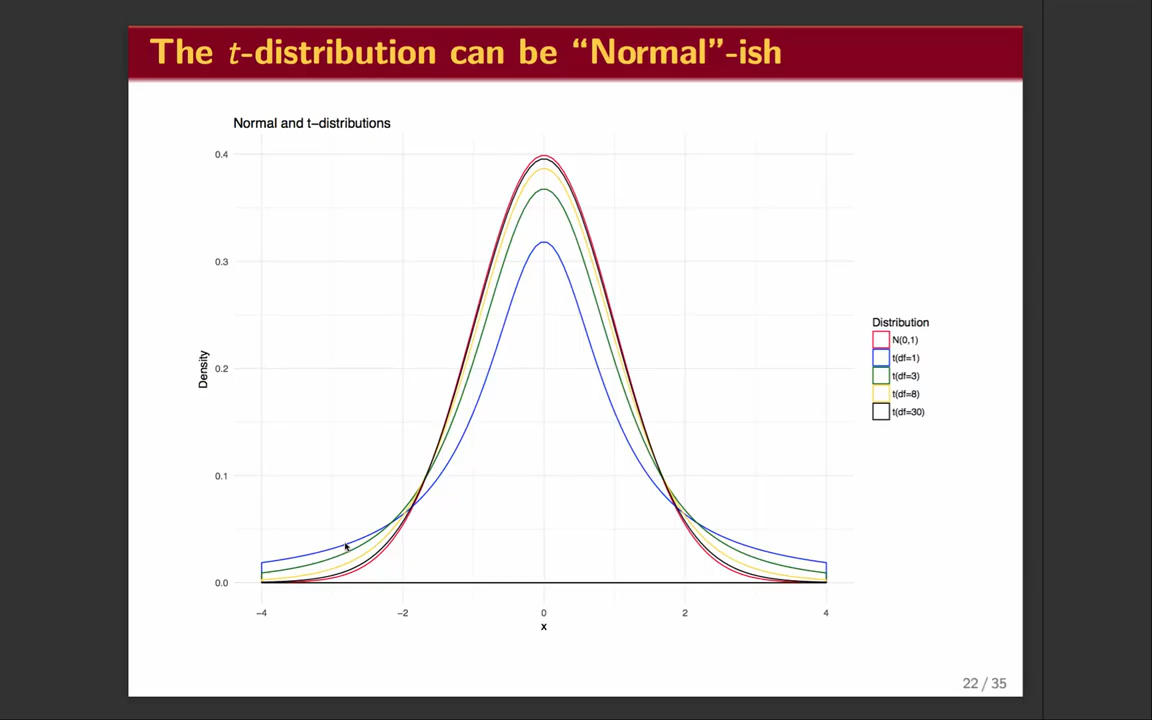 The t-distribution can be “Normal”-ish
Normal and t−distributions
0.4
0.3
0.2
0.1
0.0
Density
−4
−2
0
2
4
x
Distribution
N(0,1)
t(df=1)
t(df=3)
t(df=8)
t(df=30)
22 / 35